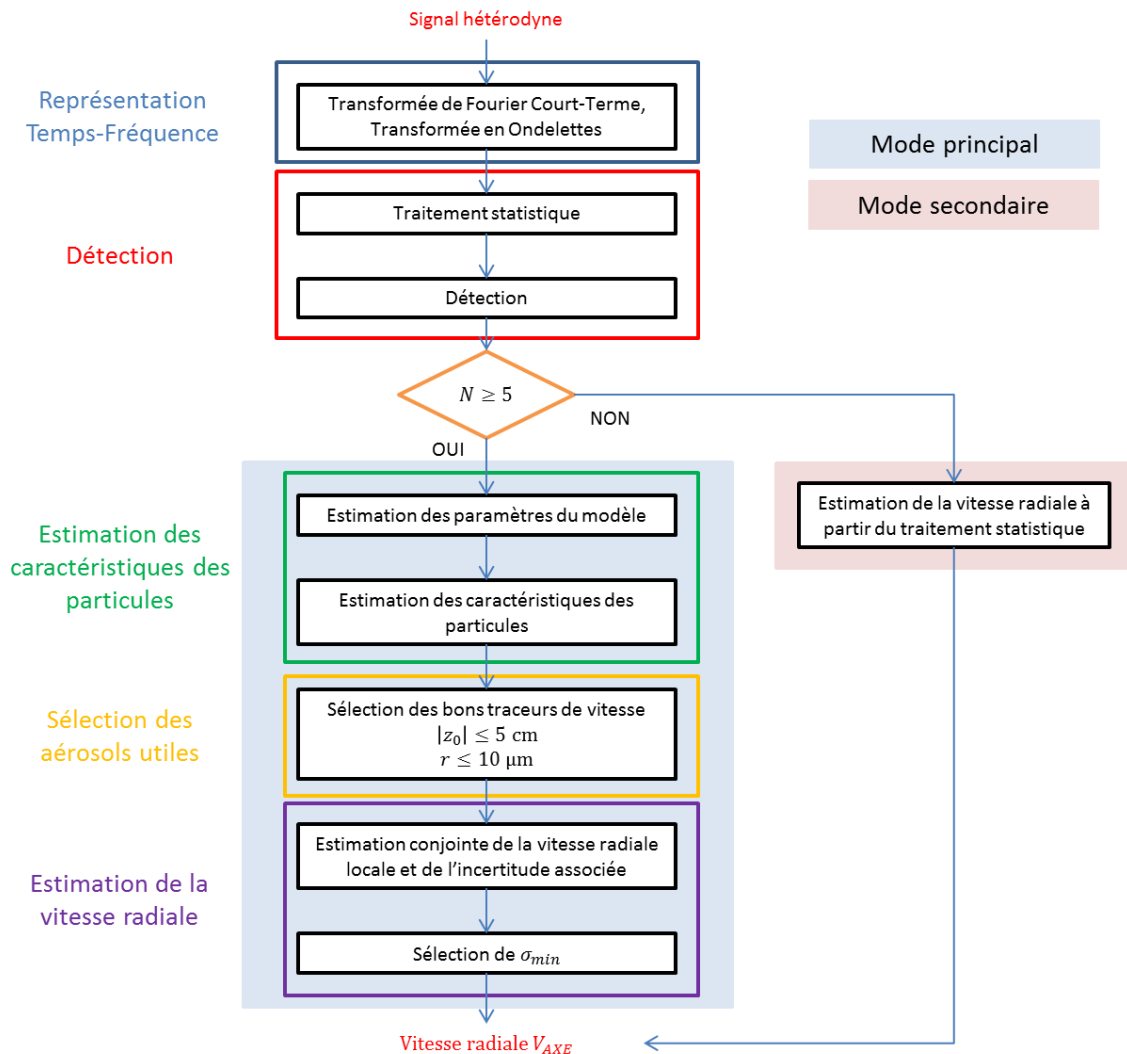 Signal hétérodyne
Représentation
Temps-Fréquence
Transformée de Fourier Court-Terme,
Transformée en Ondelettes
Mode principal
Mode secondaire
Détection
Traitement statistique
Détection
N ≥ 5
NON
OUI
Estimation des
caractéristiques des
particules
Estimation des paramètres du modèle
Estimation des caractéristiques des
particules
Estimation de la vitesse radiale à
partir du traitement statistique
Sélection des
aérosols utiles
Sélection des bons traceurs de vitesse
|z₀| ≤ 5 cm
r ≤ 10 µm
Estimation de la
vitesse radiale
Estimation conjointe de la vitesse radiale
locale et de l'incertitude associée
Sélection de σ_min
Vitesse radiale V_AXE